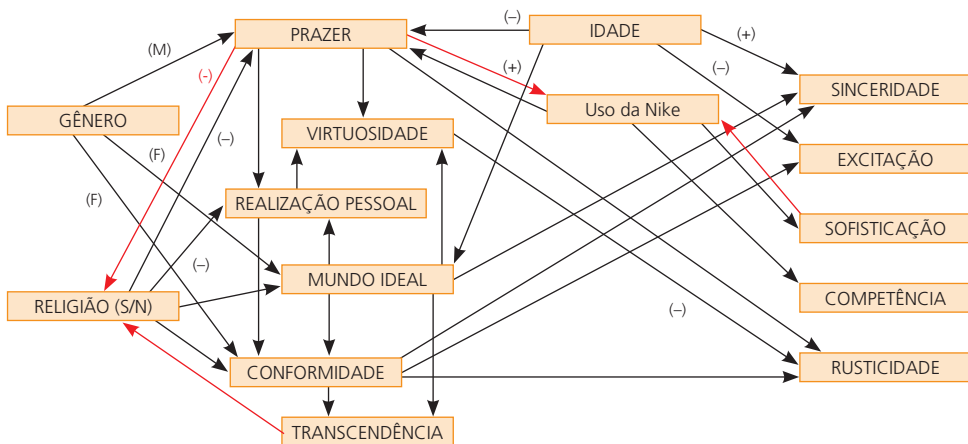 (–)
PRAZER
IDADE
(M)
(-)
(+)
(+)
(–)
SINCERIDADE
Uso da Nike
GÊNERO
VIRTUOSIDADE
(–)
(F)
EXCITAÇÃO
(F)
REALIZAÇÃO PESSOAL
SOFISTICAÇÃO
(–)
MUNDO IDEAL
RELIGIÃO (S/N)
COMPETÊNCIA
(–)
CONFORMIDADE
RUSTICIDADE
TRANSCENDÊNCIA